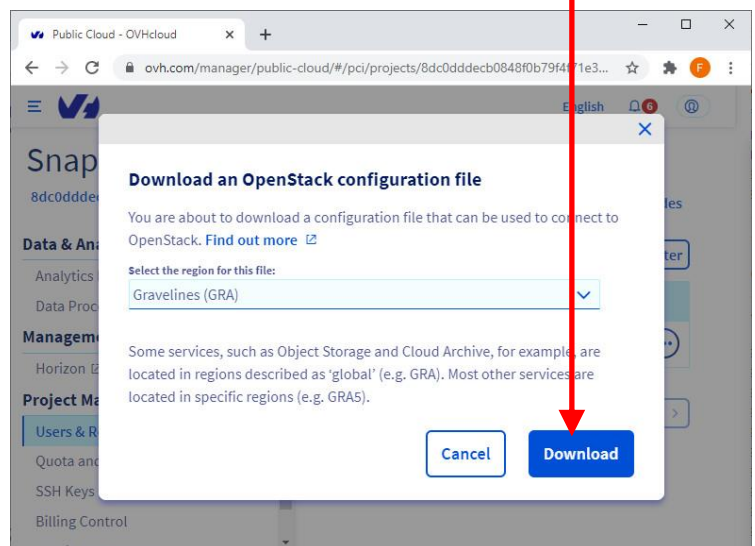 Public Cloud - OVHcloud
ovh.com/manager/public-cloud/#/pci/projects/8dc0dddecb0848f0b79f4f71e3...
F
English
6
Snap
8dc0ddde
Data & Ana
Analytics
Data Proc
Managem
Horizon
Project Ma
Users & R
Quota and
SSH Keys
Billing Control
Download an OpenStack configuration file
You are about to download a configuration file that can be used to connect to
OpenStack. Find out more
Select the region for this file:
Gravelines (GRA)
Some services, such as Object Storage and Cloud Archive, for example, are
located in regions described as ‘global’ (e.g. GRA). Most other services are
located in specific regions (e.g. GRA5).
Cancel
Download
les
ter